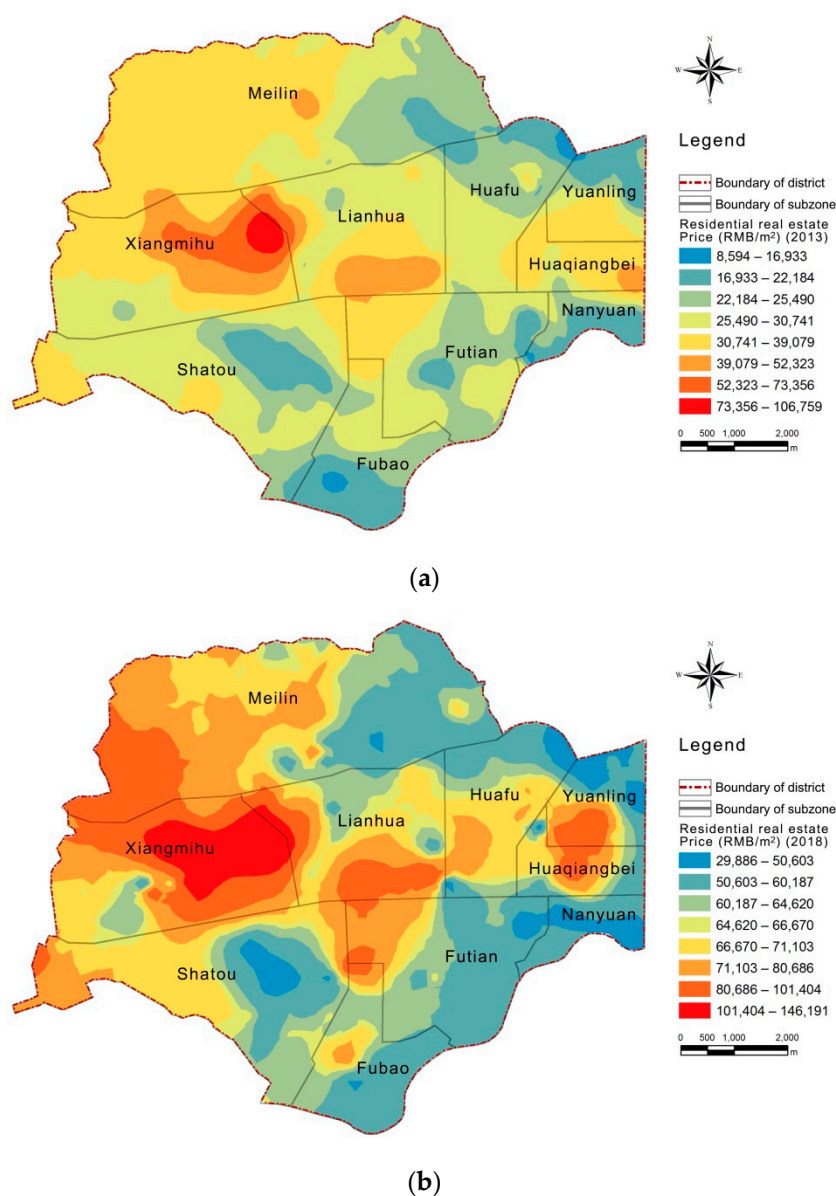 N
W E
S
Meilin
Legend
Huafu
Yuanling
Lianhua
Boundary of district
Boundary of subzone
Xiangmihu
Residential real estate
Price (RMB/m²) (2013)
Huaqiangbei
8,594 – 16,933
16,933 – 22,184
22,184 – 25,490
25,490 – 30,741
30,741 – 39,079
39,079 – 52,323
52,323 – 73,356
73,356 – 106,759
Nanyuan
Futian
Shatou
0 500 1,000 2,000
m
Fubao
(a)
N
W E
S
Meilin
Legend
Huafu
Yuanling
Lianhua
Boundary of district
Boundary of subzone
Xiangmihu
Residential real estate
Price (RMB/m²) (2018)
Huaqiangbei
29,886 – 50,603
50,603 – 60,187
60,187 – 64,620
64,620 – 66,670
66,670 – 71,103
71,103 – 80,686
80,686 – 101,404
101,404 – 146,191
Nanyuan
Futian
Shatou
0 500 1,000 2,000
m
Fubao
(b)